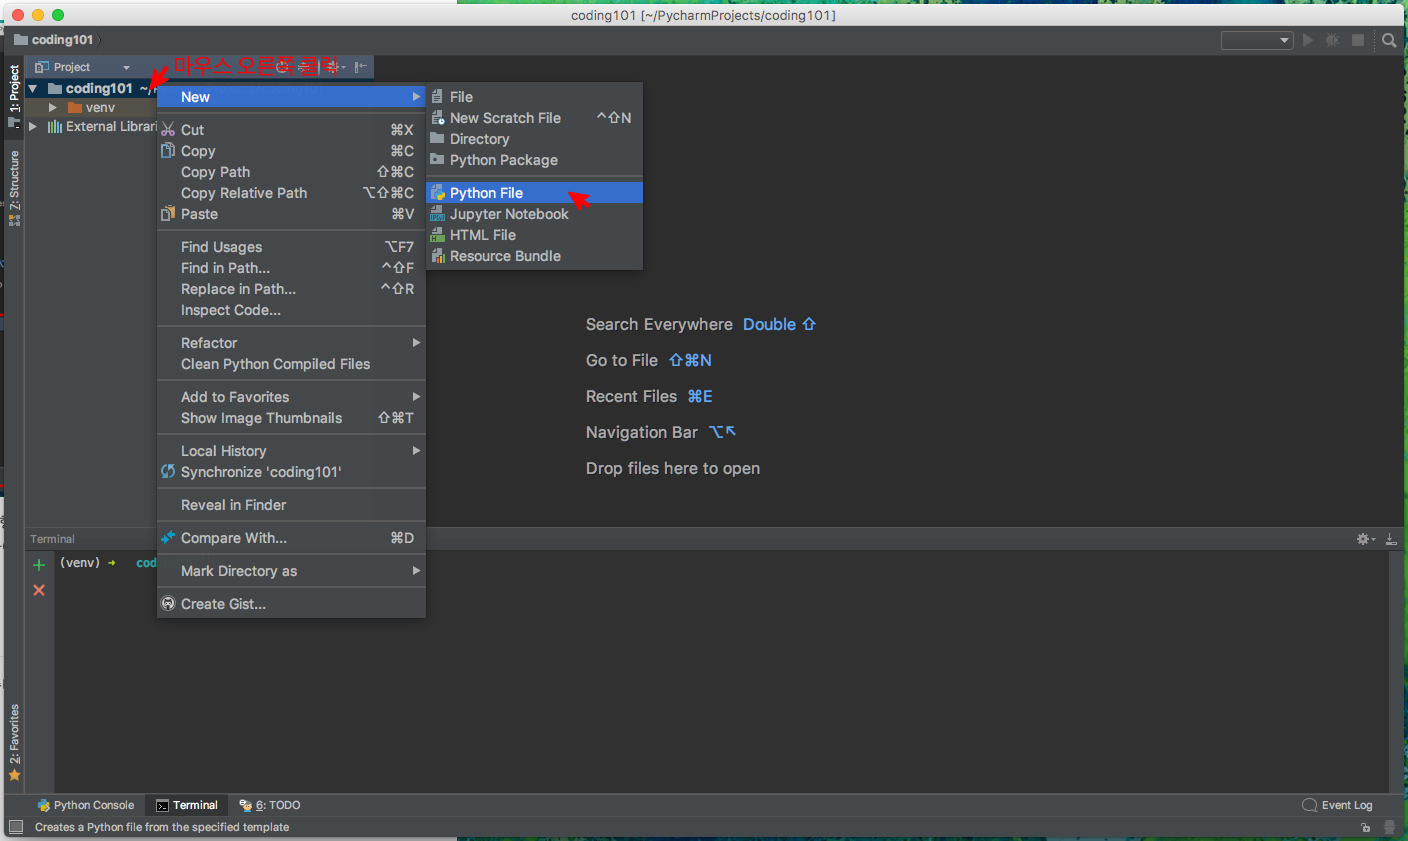 coding101 [~/PycharmProjects/coding101]
coding101
Project
마우스 오른쪽 클릭
1: Project
7: Structure
2: Favorites
coding101 ~/
venv
External Librari
New
Cut ⌘X
Copy ⌘C
Copy Path ⇧⌘C
Copy Relative Path ⌥⇧⌘C
Paste ⌘V
Find Usages ⌥F7
Find in Path... ^⇧F
Replace in Path... ^⇧R
Inspect Code...
Refactor
Clean Python Compiled Files
Add to Favorites
Show Image Thumbnails ⇧⌘T
Local History
Synchronize 'coding101'
Reveal in Finder
Compare With... ⌘D
Mark Directory as
Create Gist...
File
New Scratch File ^⇧N
Directory
Python Package
Python File
Jupyter Notebook
HTML File
Resource Bundle
Search Everywhere Double ⇧
Go to File ⇧⌘N
Recent Files ⌘E
Navigation Bar ⌥↖
Drop files here to open
Terminal
(venv) ➜ cod
Python Console
Terminal
6: TODO
Event Log
Creates a Python file from the specified template